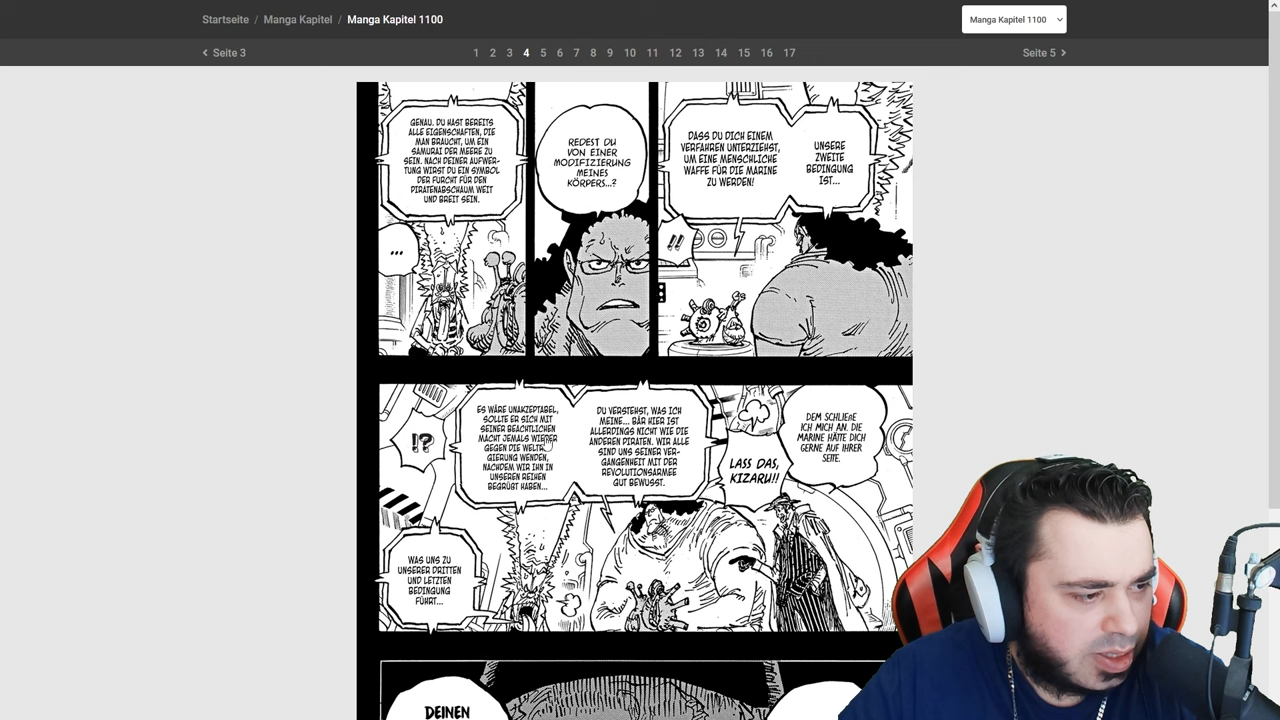 Startseite / Manga Kapitel / Manga Kapitel 1100
Manga Kapitel 1100
Seite 3
1 2 3 4 5 6 7 8 9 10 11 12 13 14 15 16 17
Seite 5
UNSERE
ZWEITE
BEDINGUNG
IST...
DASS DU DICH EINEM
VERFAHREN UNTERZIEHST,
UM EINE MENSCHLICHE
WAFFE FÜR DIE MARINE
ZU WERDEN!
!!
REDEST DU
VON EINER
MODIFIZIERUNG
MEINES
KÖRPERS...?
GENAU. DU HAST BEREITS
ALLE EIGENSCHAFTEN, DIE
MAN BRAUCHT, UM EIN
SAMURAI DER MEERE ZU
SEIN. NACH DEINER AUFWER-
TUNG WIRST DU EIN SYMBOL
DER FURCHT FÜR DEN
PIRATENABSCHAUM WEIT
UND BREIT SEIN.
...
DEM SCHLIEẞE
ICH MICH AN. DIE
MARINE HÄTTE DICH
GERNE AUF IHRER
SEITE.
LASS DAS,
KIZARU!!
DU VERSTEHST, WAS ICH
MEINE... BÄR HIER IST
ALLERDINGS NICHT WIE DIE
ANDEREN PIRATEN. WIR ALLE
SIND UNS SEINER VER-
GANGENHEIT MIT DER
REVOLUTIONSARMEE
GUT BEWUSST.
ES WÄRE UNAKZEPTABEL,
SOLLTE ER SICH MIT
SEINER BEACHTLICHEN
MACHT JEMALS WIEDER
GEGEN DIE WELTRE-
GIERUNG WENDEN,
NACHDEM WIR IHN IN
UNSEREN REIHEN
BEGRÜẞT HABEN...
!?
WAS UNS ZU
UNSERER DRITTEN
UND LETZTEN
BEDINGUNG
FÜHRT...
DEINEN